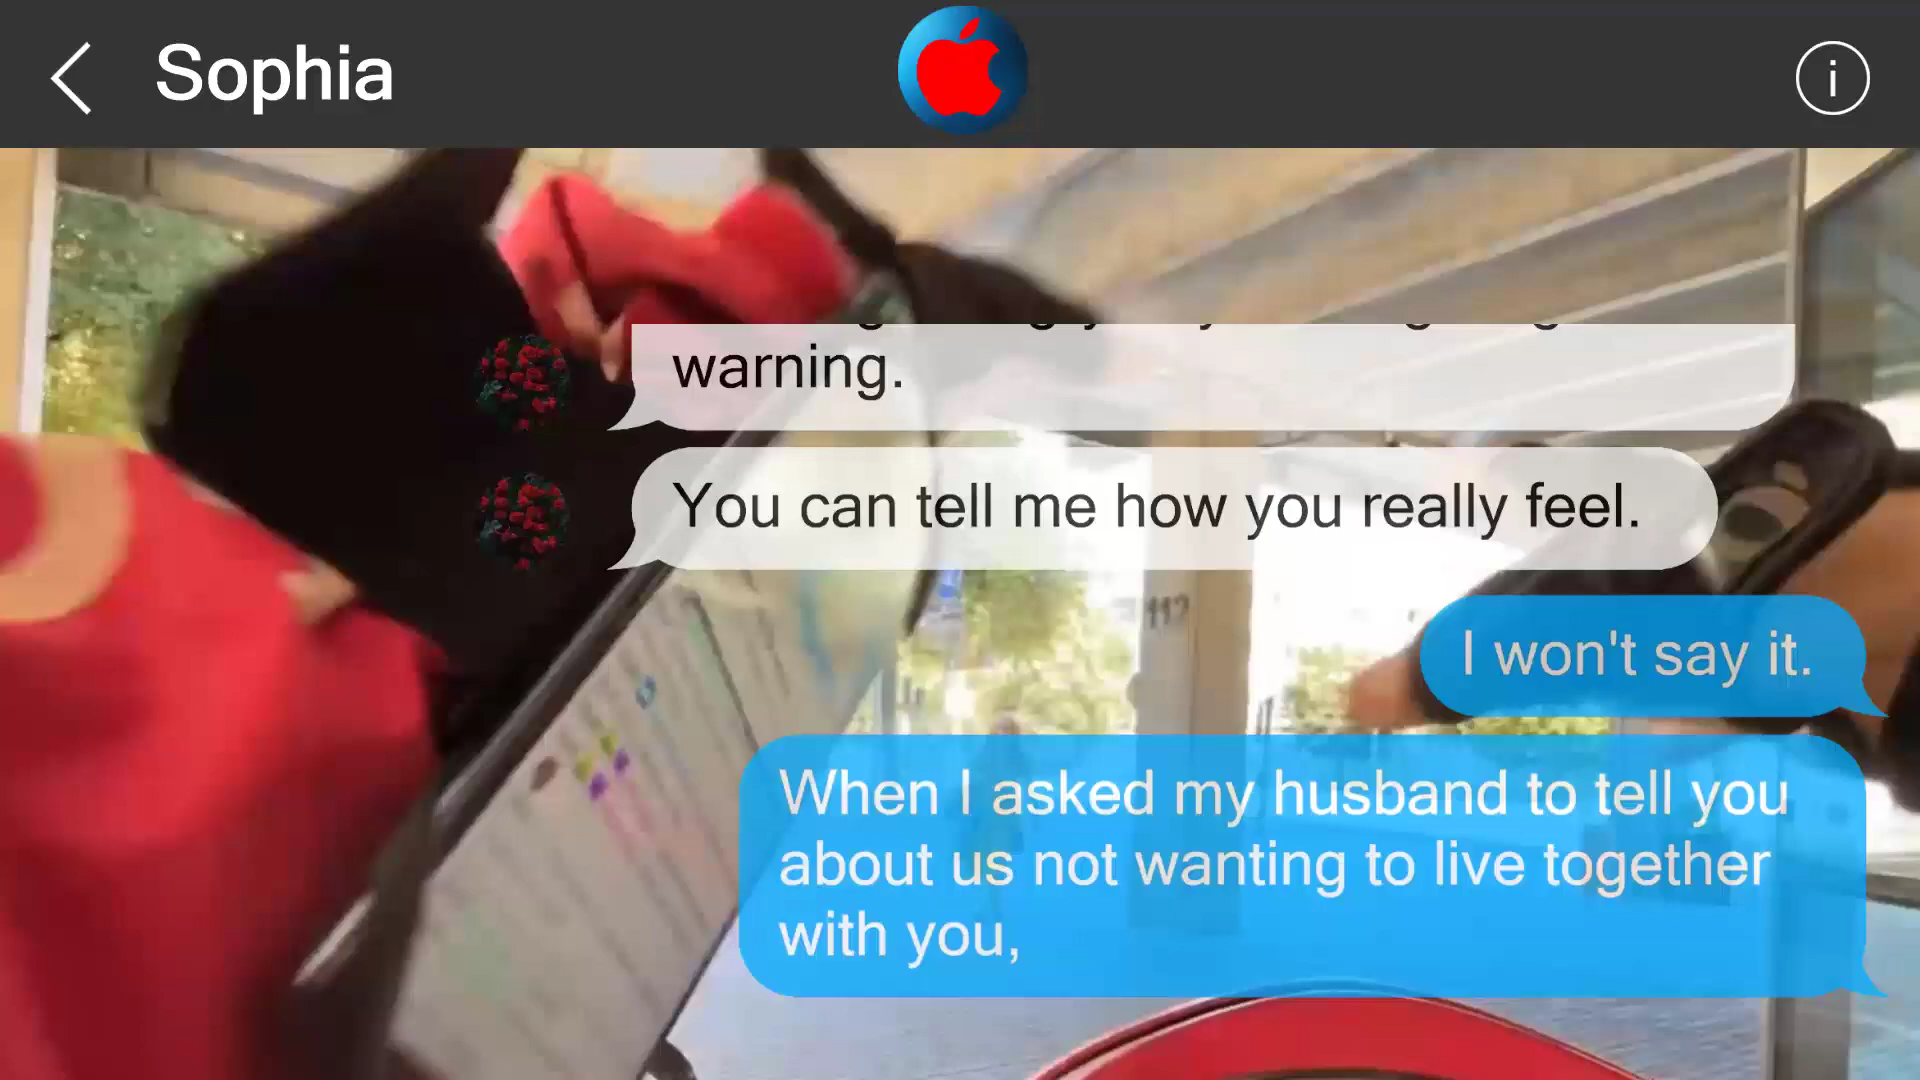 Sophia
i
warning.
You can tell me how you really feel.
I won't say it.
When I asked my husband to tell you
about us not wanting to live together
with you,
112